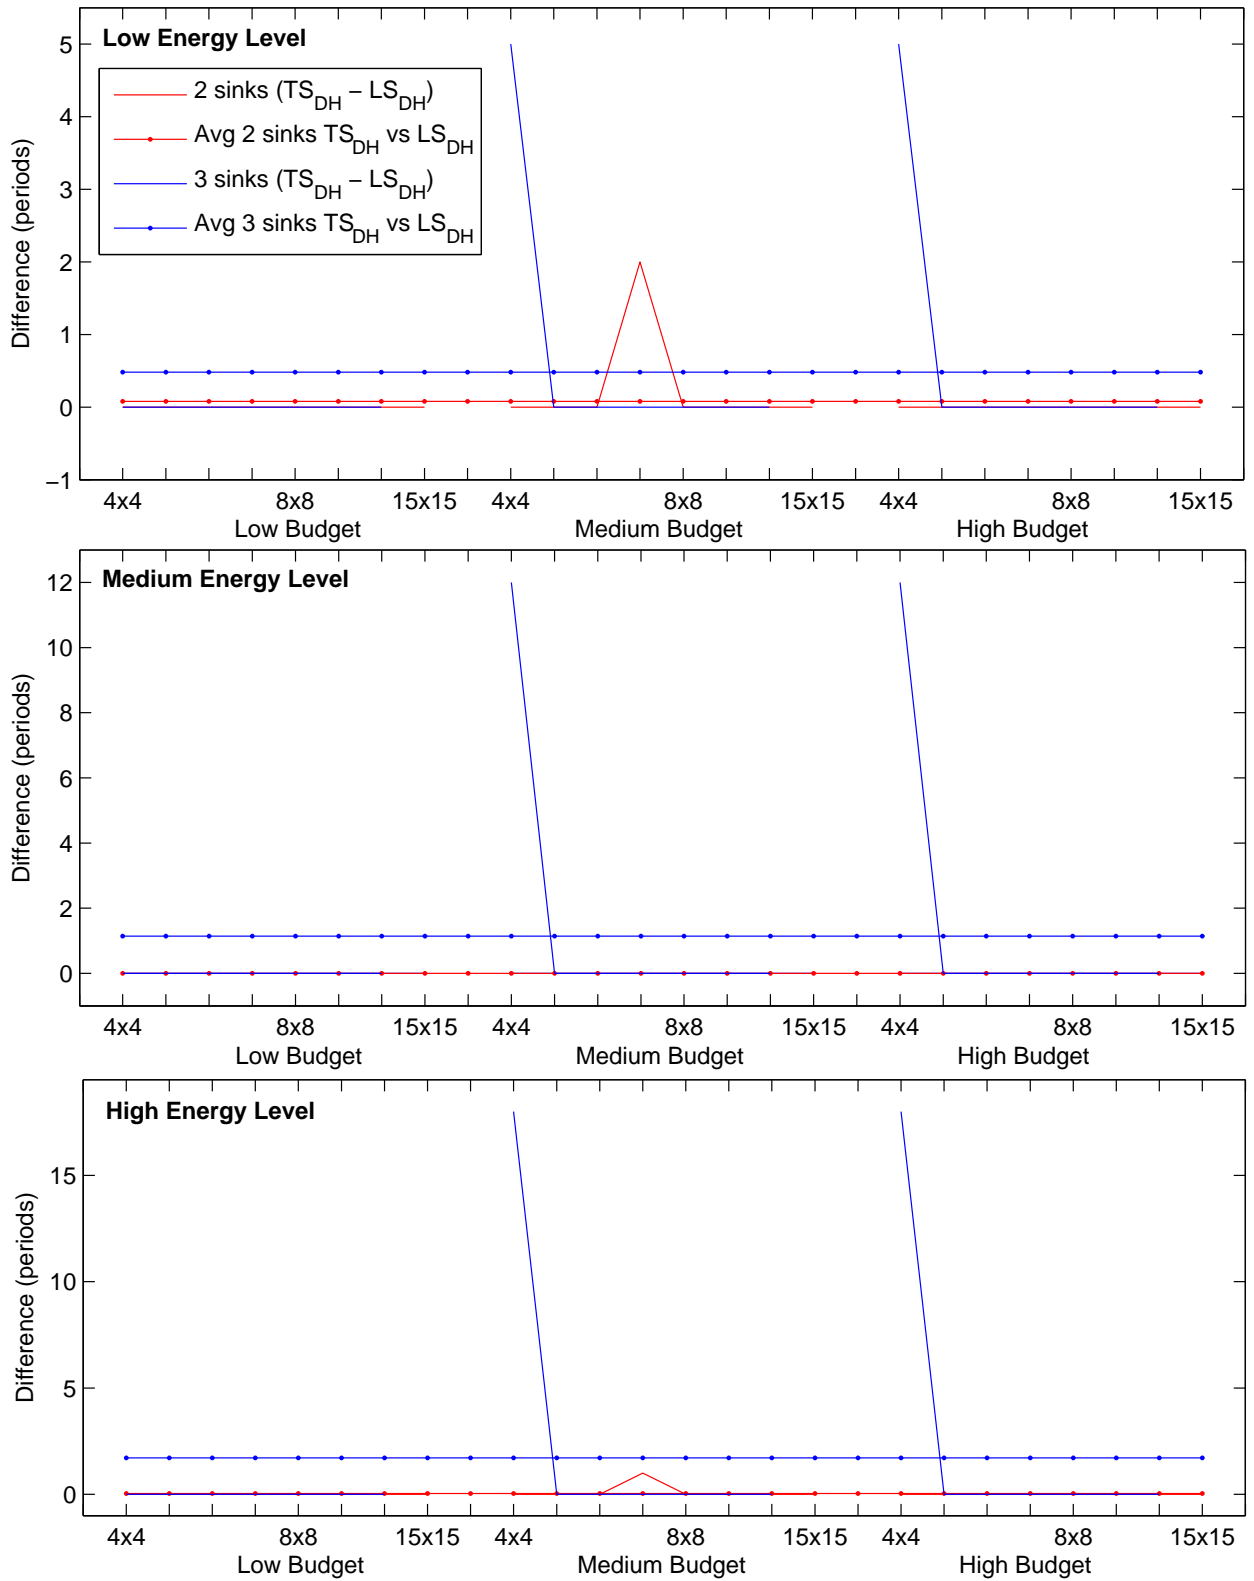 Low Energy Level
2 sinks (TS_DH − LS_DH)
Avg 2 sinks TS_DH vs LS_DH
3 sinks (TS_DH − LS_DH)
Avg 3 sinks TS_DH vs LS_DH
Difference (periods)
5
4
3
2
1
0
−1
4x4 8x8 15x15 4x4 8x8 15x15 4x4 8x8 15x15
Low Budget Medium Budget High Budget
Medium Energy Level
Difference (periods)
12
10
8
6
4
2
0
4x4 8x8 15x15 4x4 8x8 15x15 4x4 8x8 15x15
Low Budget Medium Budget High Budget
High Energy Level
Difference (periods)
15
10
5
0
4x4 8x8 15x15 4x4 8x8 15x15 4x4 8x8 15x15
Low Budget Medium Budget High Budget